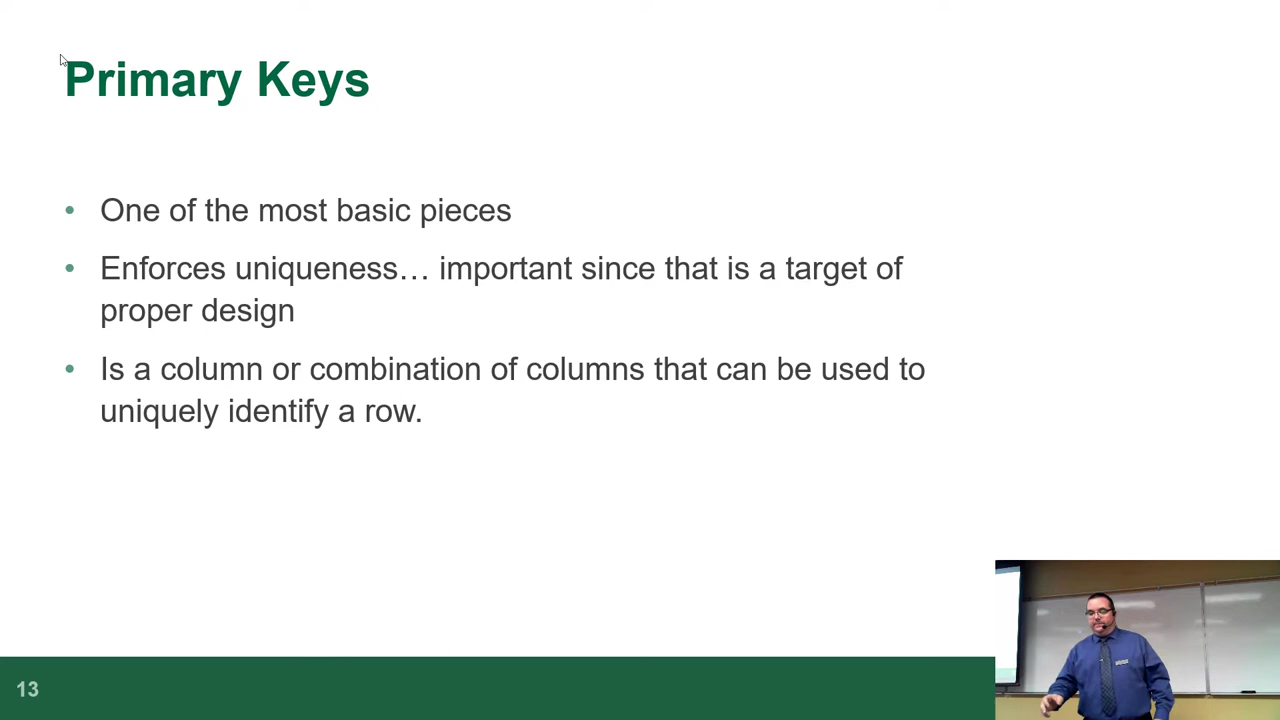 Primary Keys
• One of the most basic pieces
• Enforces uniqueness… important since that is a target of
proper design
• Is a column or combination of columns that can be used to
uniquely identify a row.
13